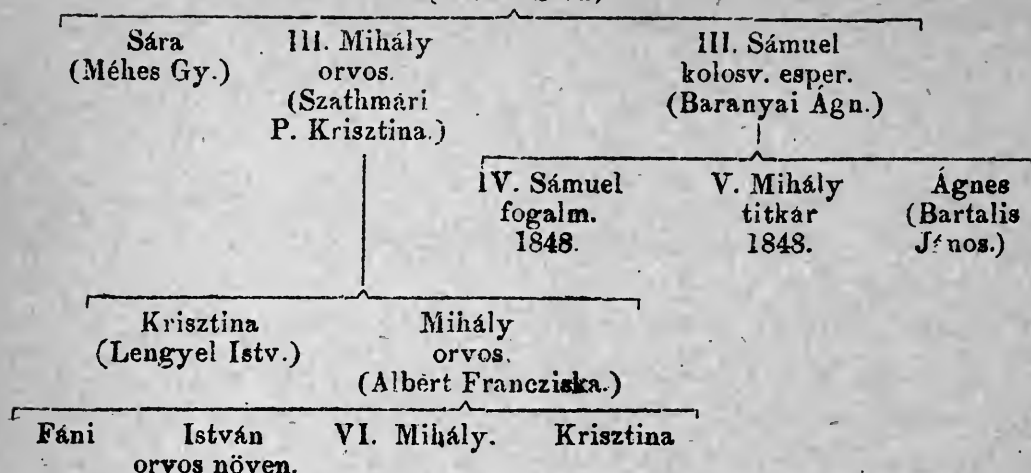 Sára III. Mihály III. Sámuel
(Méhes Gy.) orvos. kolosv. esper.
(Szathmári (Baranyai Ágn.)
P. Krisztina.)
IV. Sámuel V. Mihály Ágnes
fogalm. titkár (Bartalis
1848. 1848. János.)
Krisztina Mihály
(Lengyel Istv.) orvos.
(Albert Francziska.)
Fáni István VI. Mihály. Krisztina
orvos növen.